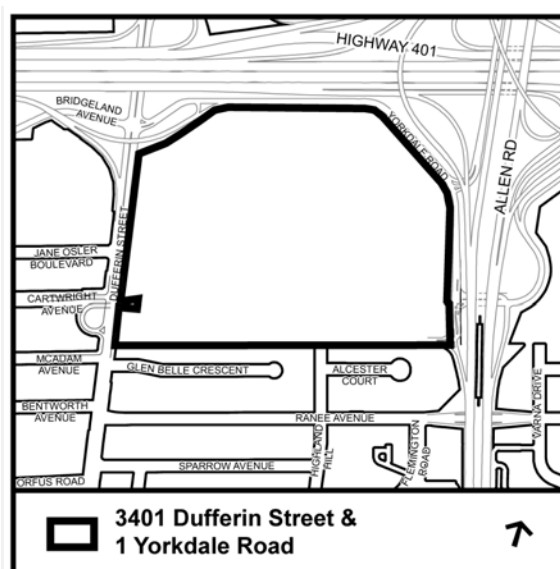 HIGHWAY 401
BRIDGELAND
AVENUE
YORKDALE ROAD
ALLEN RD
DUFFERIN STREET
JANE OSLER
BOULEVARD
CARTWRIGHT
AVENUE
MCADAM
AVENUE
GLEN BELLE CRESCENT
ALCESTER
COURT
BENTWORTH
AVENUE
RANEE AVENUE
VARNA DRIVE
HIGHLAND
HILL
FLEMINGTON
ROAD
SPARROW AVENUE
ORFUS ROAD
3401 Dufferin Street &
1 Yorkdale Road